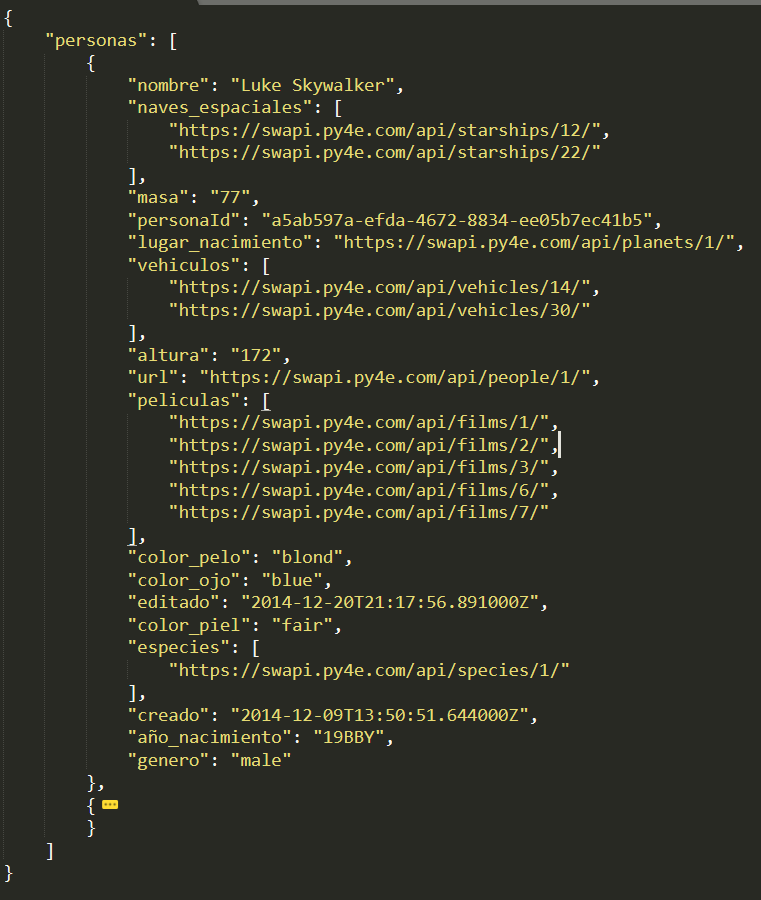 {
"personas": [
{
"nombre": "Luke Skywalker",
"naves_espaciales": [
"https://swapi.py4e.com/api/starships/12/",
"https://swapi.py4e.com/api/starships/22/"
],
"masa": "77",
"personaId": "a5ab597a-efda-4672-8834-ee05b7ec41b5",
"lugar_nacimiento": "https://swapi.py4e.com/api/planets/1/",
"vehiculos": [
"https://swapi.py4e.com/api/vehicles/14/",
"https://swapi.py4e.com/api/vehicles/30/"
],
"altura": "172",
"url": "https://swapi.py4e.com/api/people/1/",
"peliculas": [
"https://swapi.py4e.com/api/films/1/",
"https://swapi.py4e.com/api/films/2/",
"https://swapi.py4e.com/api/films/3/",
"https://swapi.py4e.com/api/films/6/",
"https://swapi.py4e.com/api/films/7/"
],
"color_pelo": "blond",
"color_ojo": "blue",
"editado": "2014-12-20T21:17:56.891000Z",
"color_piel": "fair",
"especies": [
"https://swapi.py4e.com/api/species/1/"
],
"creado": "2014-12-09T13:50:51.644000Z",
"año_nacimiento": "19BBY",
"genero": "male"
},
{
}
]
}